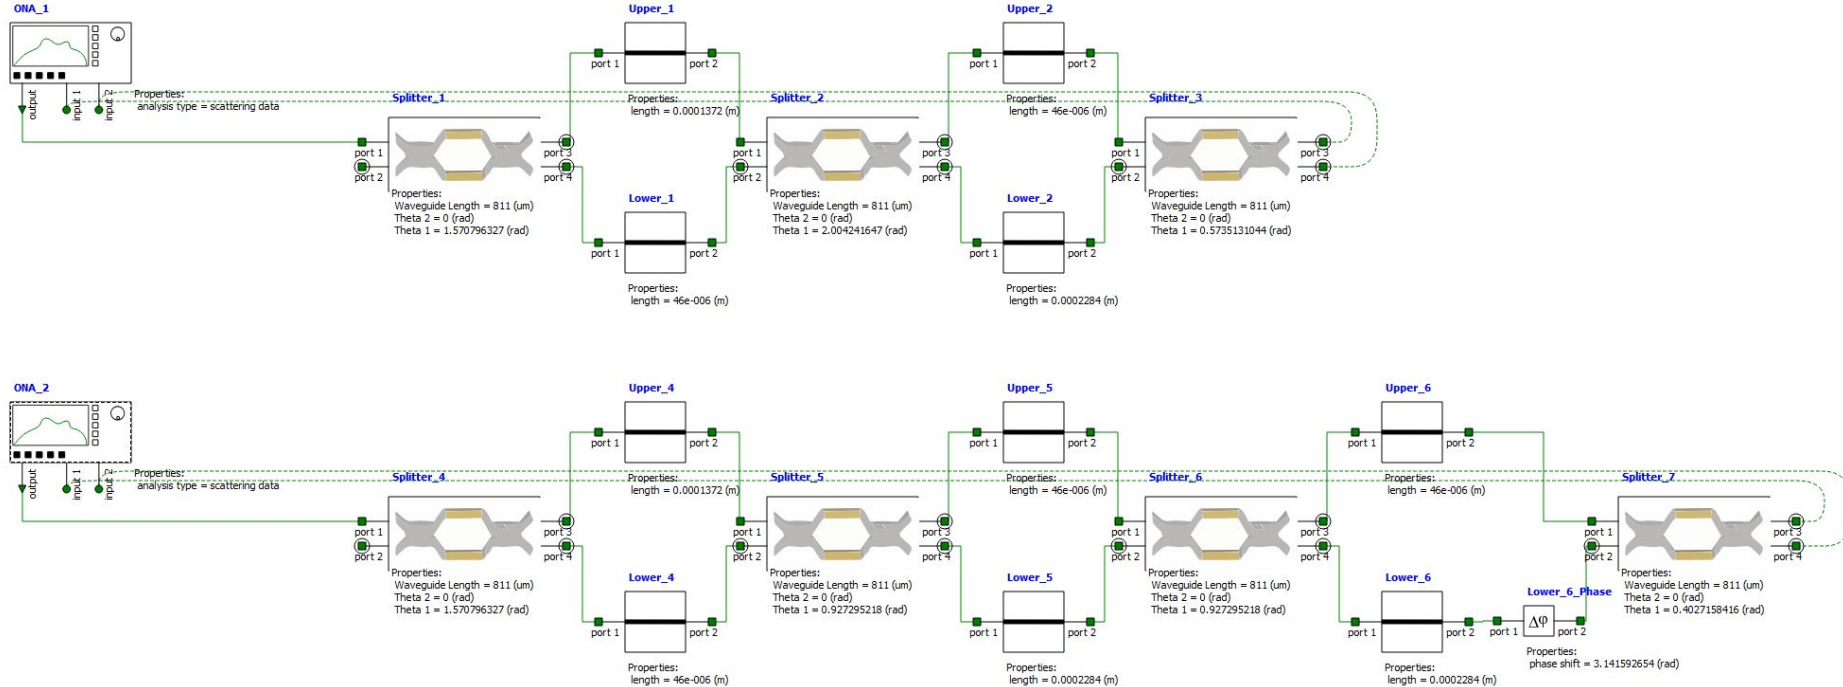 ONA_1
Upper_1
Upper_2
port 1
port 2
port 1
port 2
output
input 1
input 2
Properties:
analysis type = scattering data
Splitter_1
Properties:
length = 0.0001372 (m)
Splitter_2
Properties:
length = 46e-006 (m)
Splitter_3
port 1
port 2
port 3
port 4
port 1
port 2
port 3
port 4
port 1
port 2
port 3
port 4
Properties:
Waveguide Length = 811 (um)
Theta 2 = 0 (rad)
Theta 1 = 1.570796327 (rad)
Lower_1
Properties:
Waveguide Length = 811 (um)
Theta 2 = 0 (rad)
Theta 1 = 2.004241647 (rad)
Lower_2
Properties:
Waveguide Length = 811 (um)
Theta 2 = 0 (rad)
Theta 1 = 0.5735131044 (rad)
port 1
port 2
port 1
port 2
Properties:
length = 46e-006 (m)
Properties:
length = 0.0002284 (m)
ONA_2
Upper_4
Upper_5
Upper_6
port 1
port 2
port 1
port 2
port 1
port 2
output
input 1
input 2
Properties:
analysis type = scattering data
Splitter_4
Properties:
length = 0.0001372 (m)
Splitter_5
Properties:
length = 46e-006 (m)
Splitter_6
Properties:
length = 46e-006 (m)
Splitter_7
port 1
port 2
port 3
port 4
port 1
port 2
port 3
port 4
port 1
port 2
port 3
port 4
port 1
port 2
port 3
port 4
Properties:
Waveguide Length = 811 (um)
Theta 2 = 0 (rad)
Theta 1 = 1.570796327 (rad)
Lower_4
Properties:
Waveguide Length = 811 (um)
Theta 2 = 0 (rad)
Theta 1 = 0.927295218 (rad)
Lower_5
Properties:
Waveguide Length = 811 (um)
Theta 2 = 0 (rad)
Theta 1 = 0.927295218 (rad)
Lower_6
Lower_6_Phase
Properties:
Waveguide Length = 811 (um)
Theta 2 = 0 (rad)
Theta 1 = 0.4027158416 (rad)
port 1
port 2
port 1
port 2
port 1
port 2
port 1
Δφ
port 2
Properties:
length = 46e-006 (m)
Properties:
length = 0.0002284 (m)
Properties:
length = 0.0002284 (m)
Properties:
phase shift = 3.141592654 (rad)